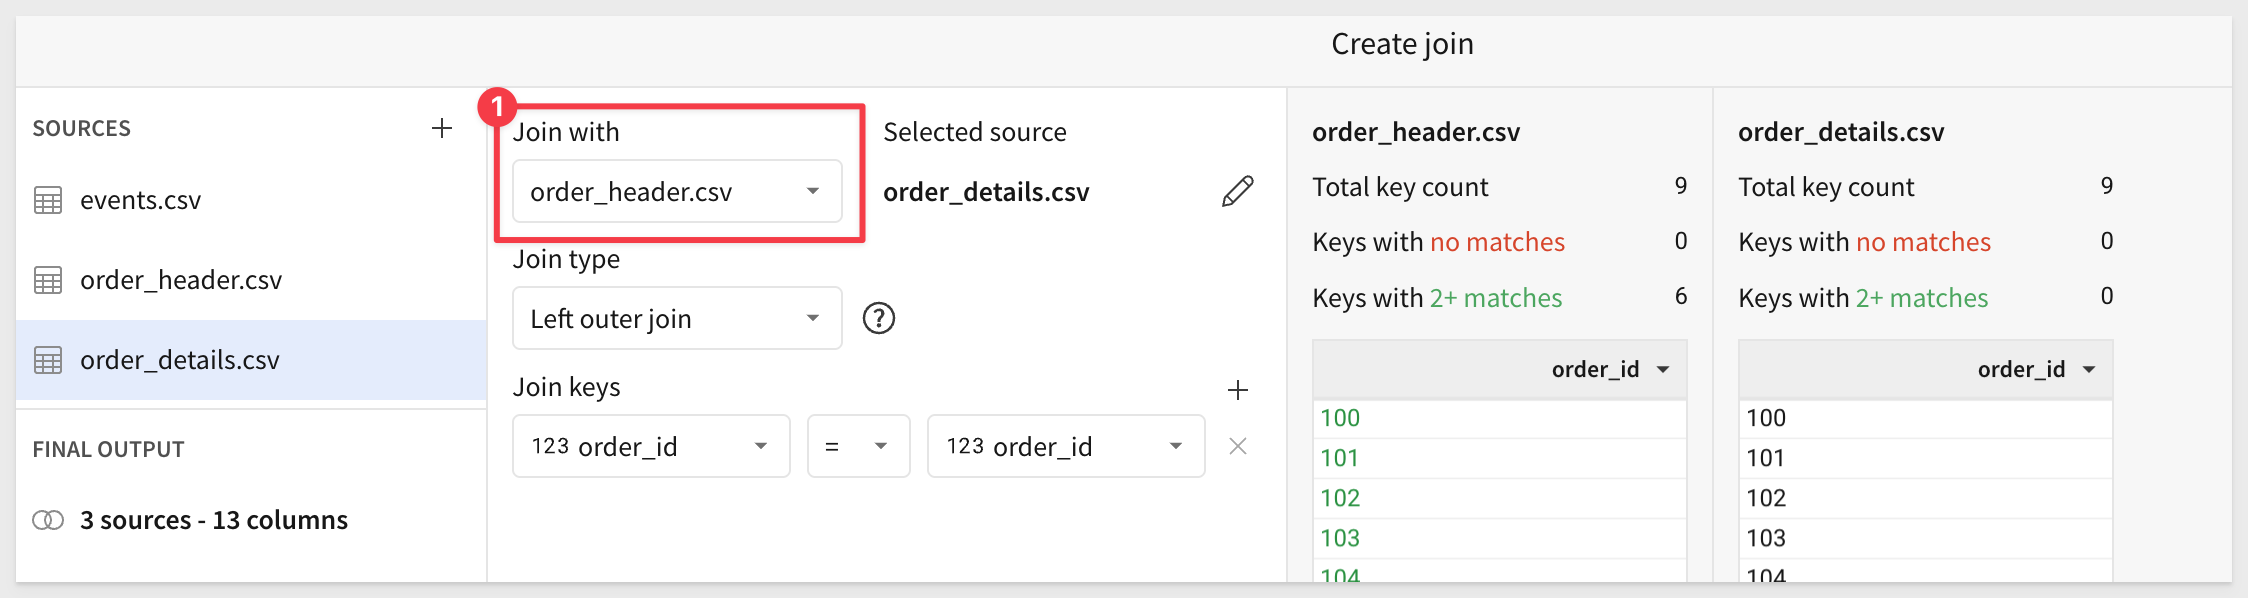 Create join
SOURCES
events.csv
order_header.csv
order_details.csv
FINAL OUTPUT
3 sources - 13 columns
1
Join with
order_header.csv
Selected source
order_details.csv
Join type
Left outer join
?
Join keys
123 order_id
=
123 order_id
order_header.csv
Total key count 9
Keys with no matches 0
Keys with 2+ matches 6
order_id
100
101
102
103
104
order_details.csv
Total key count 9
Keys with no matches 0
Keys with 2+ matches 0
order_id
100
101
102
103
104